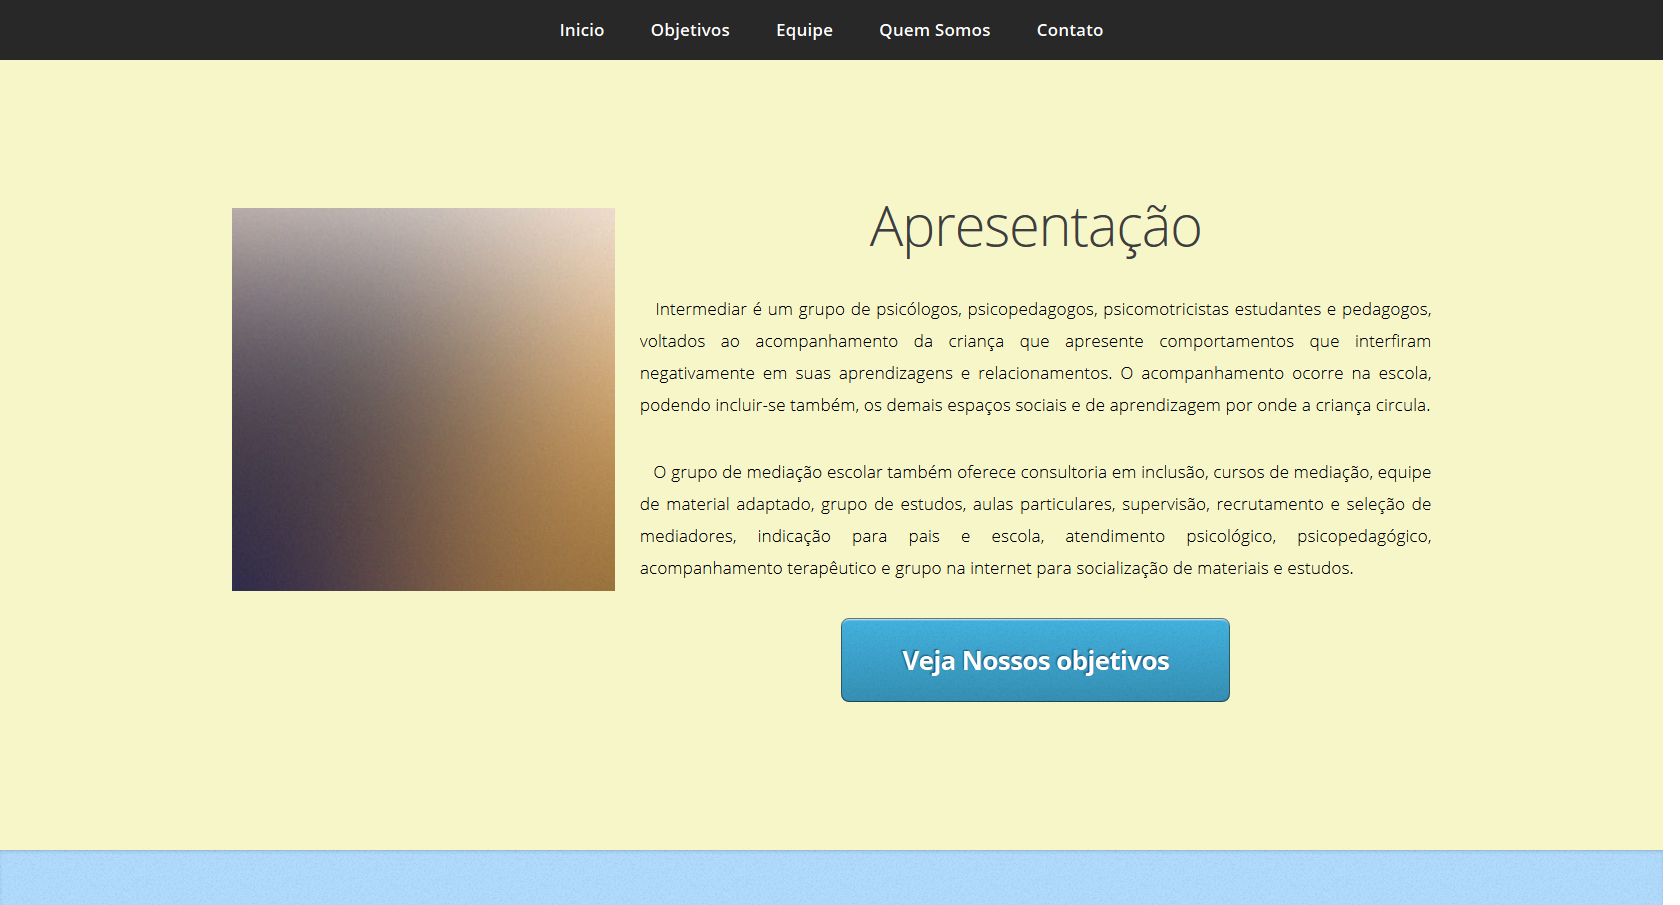 Inicio Objetivos Equipe Quem Somos Contato
Apresentação
Intermediar é um grupo de psicólogos, psicopedagogos, psicomotricistas estudantes e pedagogos,
voltados ao acompanhamento da criança que apresente comportamentos que interfiram
negativamente em suas aprendizagens e relacionamentos. O acompanhamento ocorre na escola,
podendo incluir-se também, os demais espaços sociais e de aprendizagem por onde a criança circula.
O grupo de mediação escolar também oferece consultoria em inclusão, cursos de mediação, equipe
de material adaptado, grupo de estudos, aulas particulares, supervisão, recrutamento e seleção de
mediadores, indicação para pais e escola, atendimento psicológico, psicopedagógico,
acompanhamento terapêutico e grupo na internet para socialização de materiais e estudos.
Veja Nossos objetivos